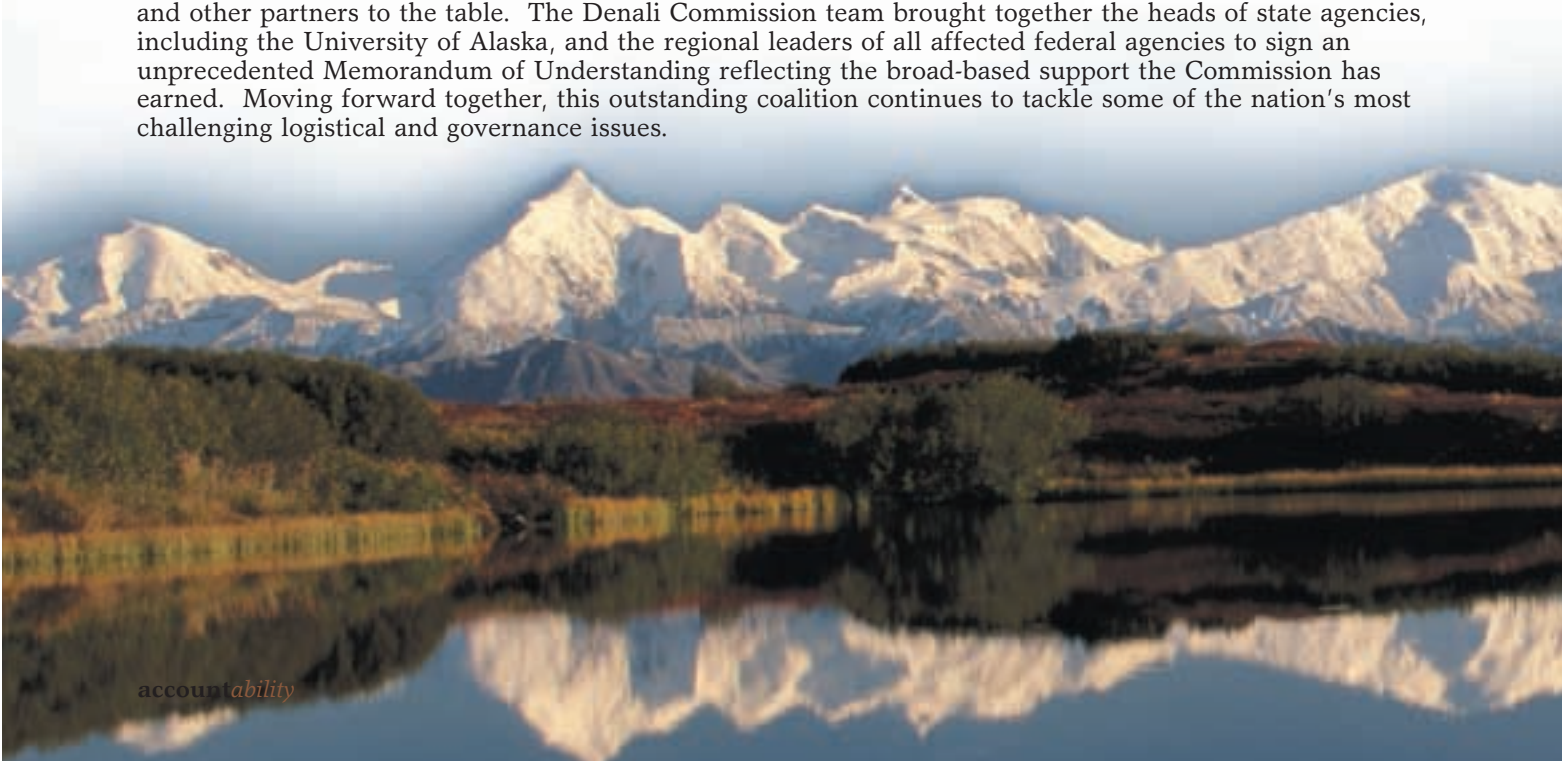 and other partners to the table.  The Denali Commission team brought together the heads of state agencies,
including the University of Alaska, and the regional leaders of all affected federal agencies to sign an
unprecedented Memorandum of Understanding reflecting the broad-based support the Commission has
earned.  Moving forward together, this outstanding coalition continues to tackle some of the nation's most
challenging logistical and governance issues.
accountability